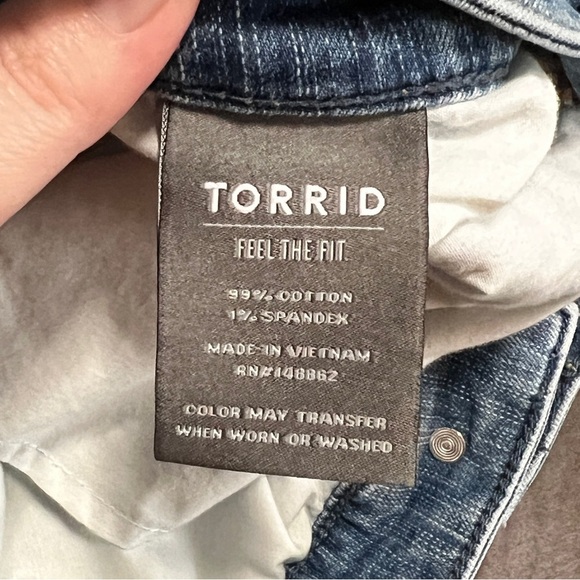 TORRID
FEEL THE FIT
99% COTTON
1% SPANDEX
MADE IN VIETNAM
RN#148862
COLOR MAY TRANSFER
WHEN WORN OR WASHED